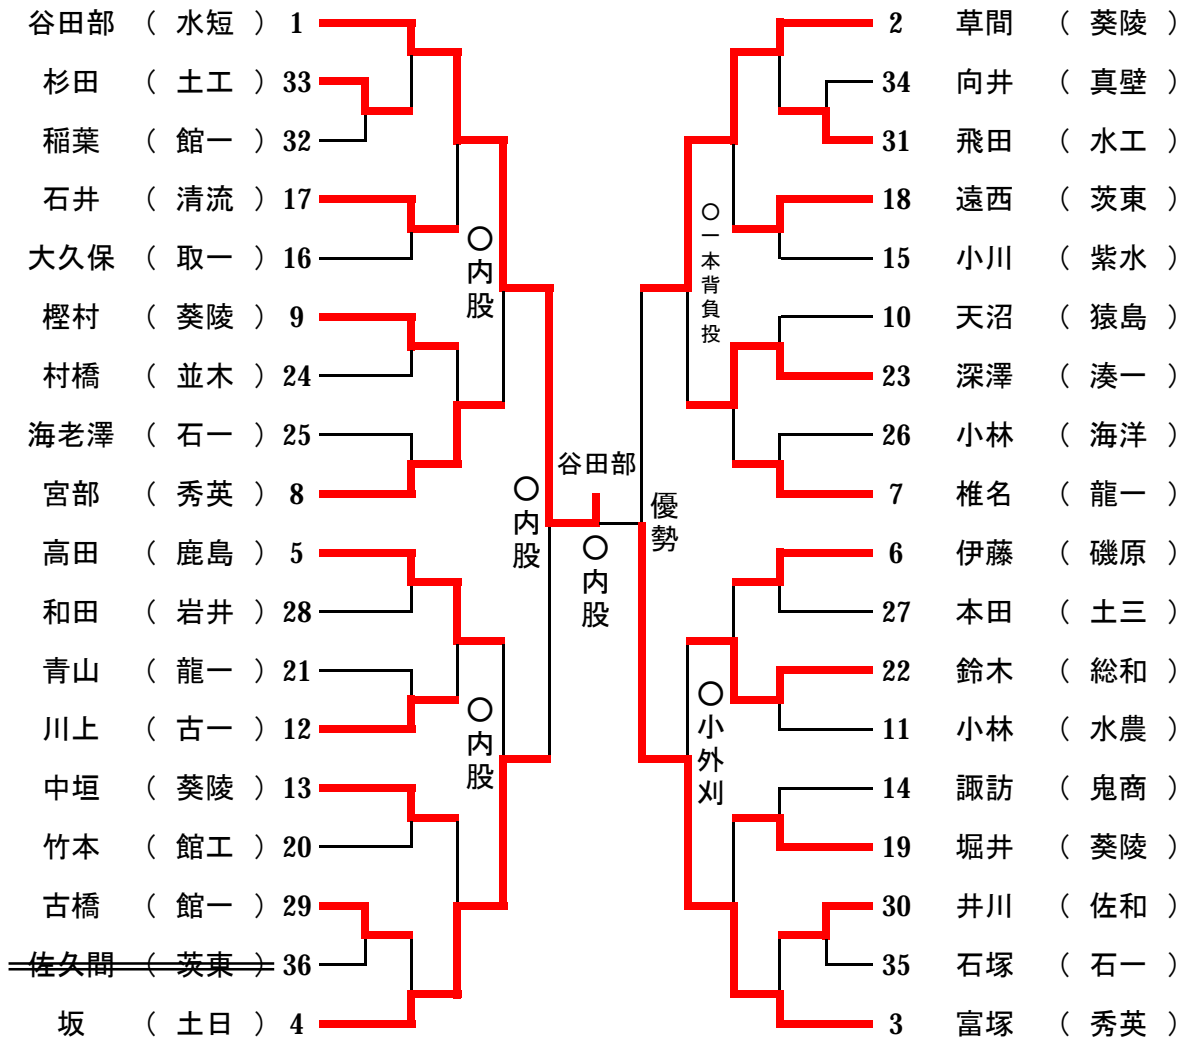 谷田部 （ 水短 ） 1
杉田 （ 土工 ） 33
稲葉 （ 館一 ） 32
石井 （ 清流 ） 17
大久保 （ 取一 ） 16
樫村 （ 葵陵 ） 9
村橋 （ 並木 ） 24
海老澤 （ 石一 ） 25
宮部 （ 秀英 ） 8
高田 （ 鹿島 ） 5
和田 （ 岩井 ） 28
青山 （ 龍一 ） 21
川上 （ 古一 ） 12
中垣 （ 葵陵 ） 13
竹本 （ 館工 ） 20
古橋 （ 館一 ） 29
佐久間 （ 茨東 ） 36
坂 （ 土日 ） 4
〇内股
〇内股
〇内股
谷田部
〇内股
優勢
〇一本背負投
〇小外刈
2 草間 （ 葵陵 ）
34 向井 （ 真壁 ）
31 飛田 （ 水工 ）
18 遠西 （ 茨東 ）
15 小川 （ 紫水 ）
10 天沼 （ 猿島 ）
23 深澤 （ 湊一 ）
26 小林 （ 海洋 ）
7 椎名 （ 龍一 ）
6 伊藤 （ 磯原 ）
27 本田 （ 土三 ）
22 鈴木 （ 総和 ）
11 小林 （ 水農 ）
14 諏訪 （ 鬼商 ）
19 堀井 （ 葵陵 ）
30 井川 （ 佐和 ）
35 石塚 （ 石一 ）
3 富塚 （ 秀英 ）